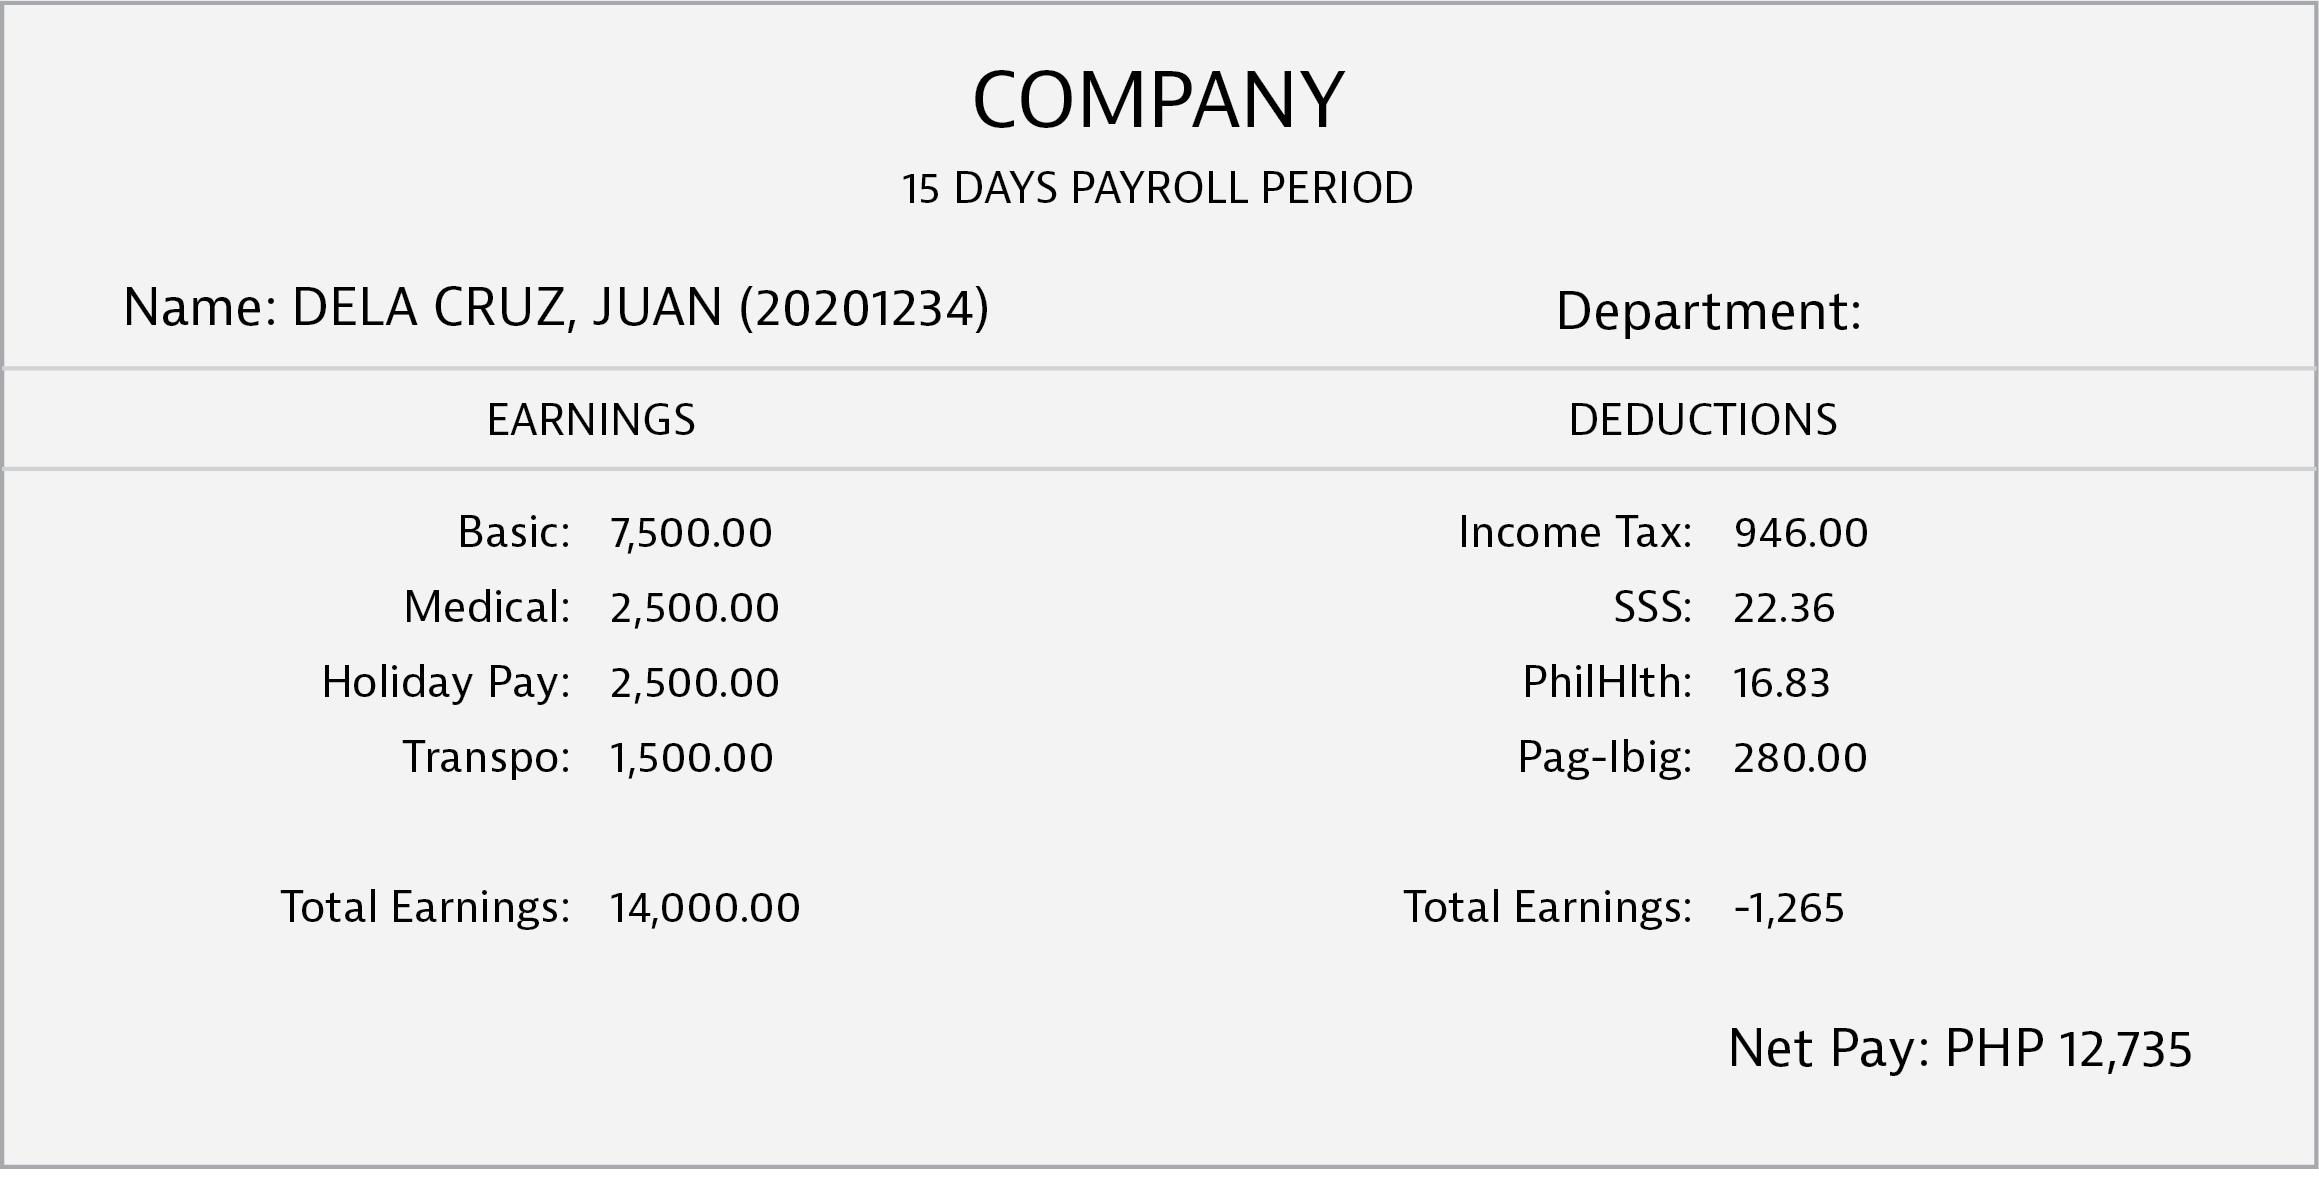 COMPANY
15 DAYS PAYROLL PERIOD
Name: DELA CRUZ, JUAN (20201234) Department:
EARNINGS DEDUCTIONS
Basic: 7,500.00 Income Tax: 946.00
Medical: 2,500.00 SSS: 22.36
Holiday Pay: 2,500.00 PhilHlth: 16.83
Transpo: 1,500.00 Pag-Ibig: 280.00
Total Earnings: 14,000.00 Total Earnings: -1,265
Net Pay: PHP 12,735